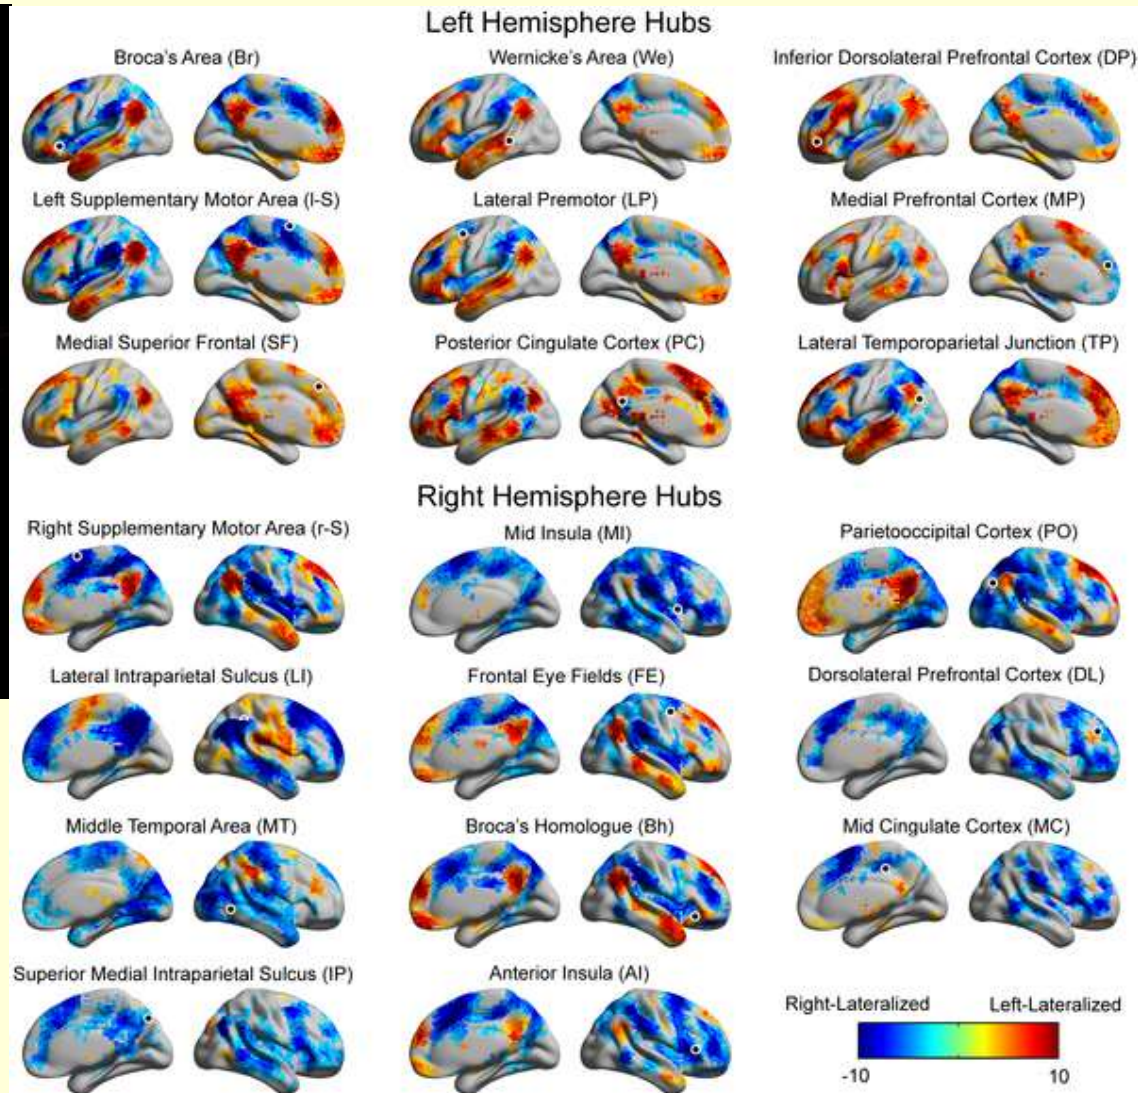 Left Hemisphere Hubs
Broca's Area (Br)
Wernicke's Area (We)
Inferior Dorsolateral Prefrontal Cortex (DP)
Left Supplementary Motor Area (l-S)
Lateral Premotor (LP)
Medial Prefrontal Cortex (MP)
Medial Superior Frontal (SF)
Posterior Cingulate Cortex (PC)
Lateral Temporoparietal Junction (TP)
Right Hemisphere Hubs
Right Supplementary Motor Area (r-S)
Mid Insula (MI)
Parietooccipital Cortex (PO)
Lateral Intraparietal Sulcus (LI)
Frontal Eye Fields (FE)
Dorsolateral Prefrontal Cortex (DL)
Middle Temporal Area (MT)
Broca's Homologue (Bh)
Mid Cingulate Cortex (MC)
Superior Medial Intraparietal Sulcus (IP)
Anterior Insula (AI)
Right-Lateralized Left-Lateralized
-10 10